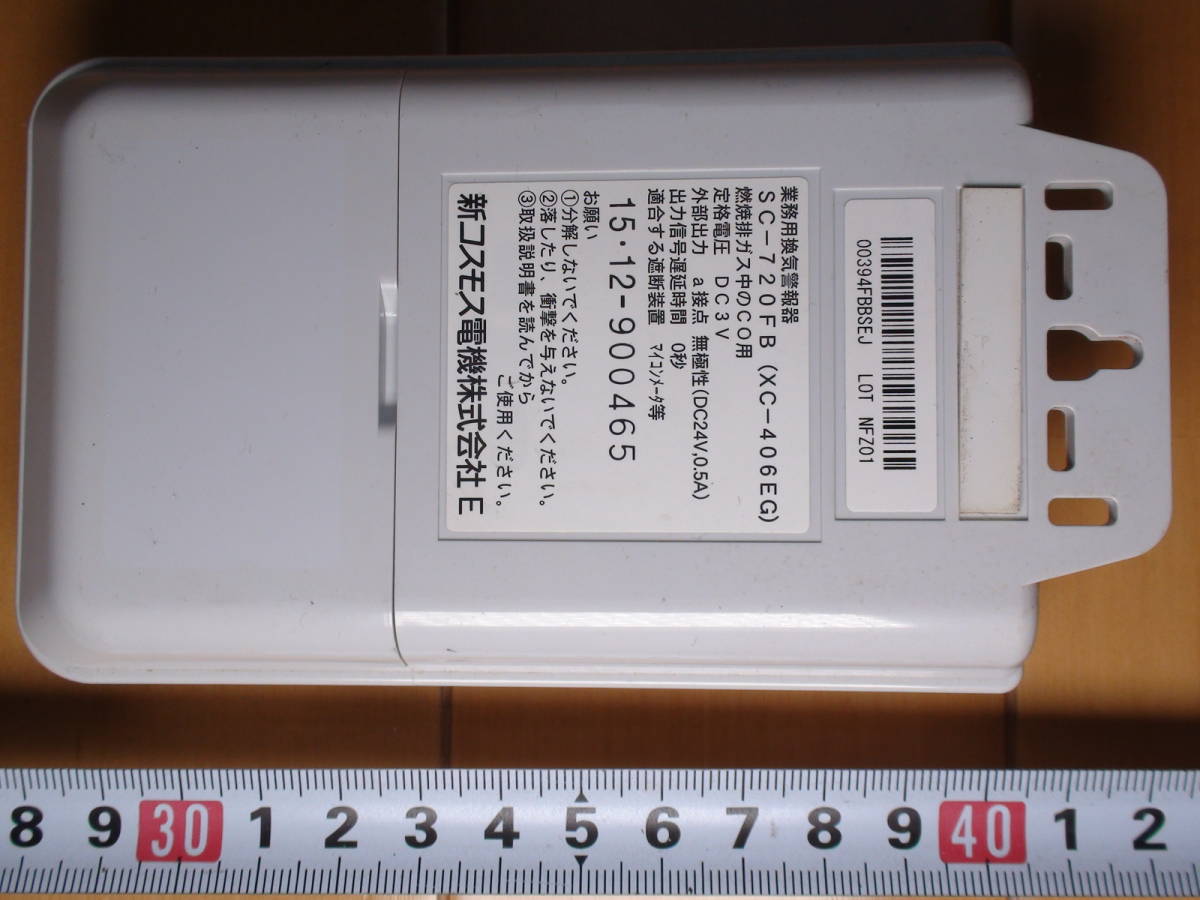 00394FBBSEJ LOT NFZ01
業務用換気警報器
SC-720FB (XC-406EG)
燃焼排ガス中のCO用
定格電圧 DC3V
外部出力 a接点 無極性(DC24V,0.5A)
出力信号遅延時間 0秒
適合する遮断装置 マイコンメータ等
15・12-900465
お願い
①分解しないでください。
②落したり、衝撃を与えないでください。
③取扱説明書を読んでから
ご使用ください。
新コスモス電機株式会社 E
8 9 30 1 2 3 4 5 6 7 8 9 40 1 2